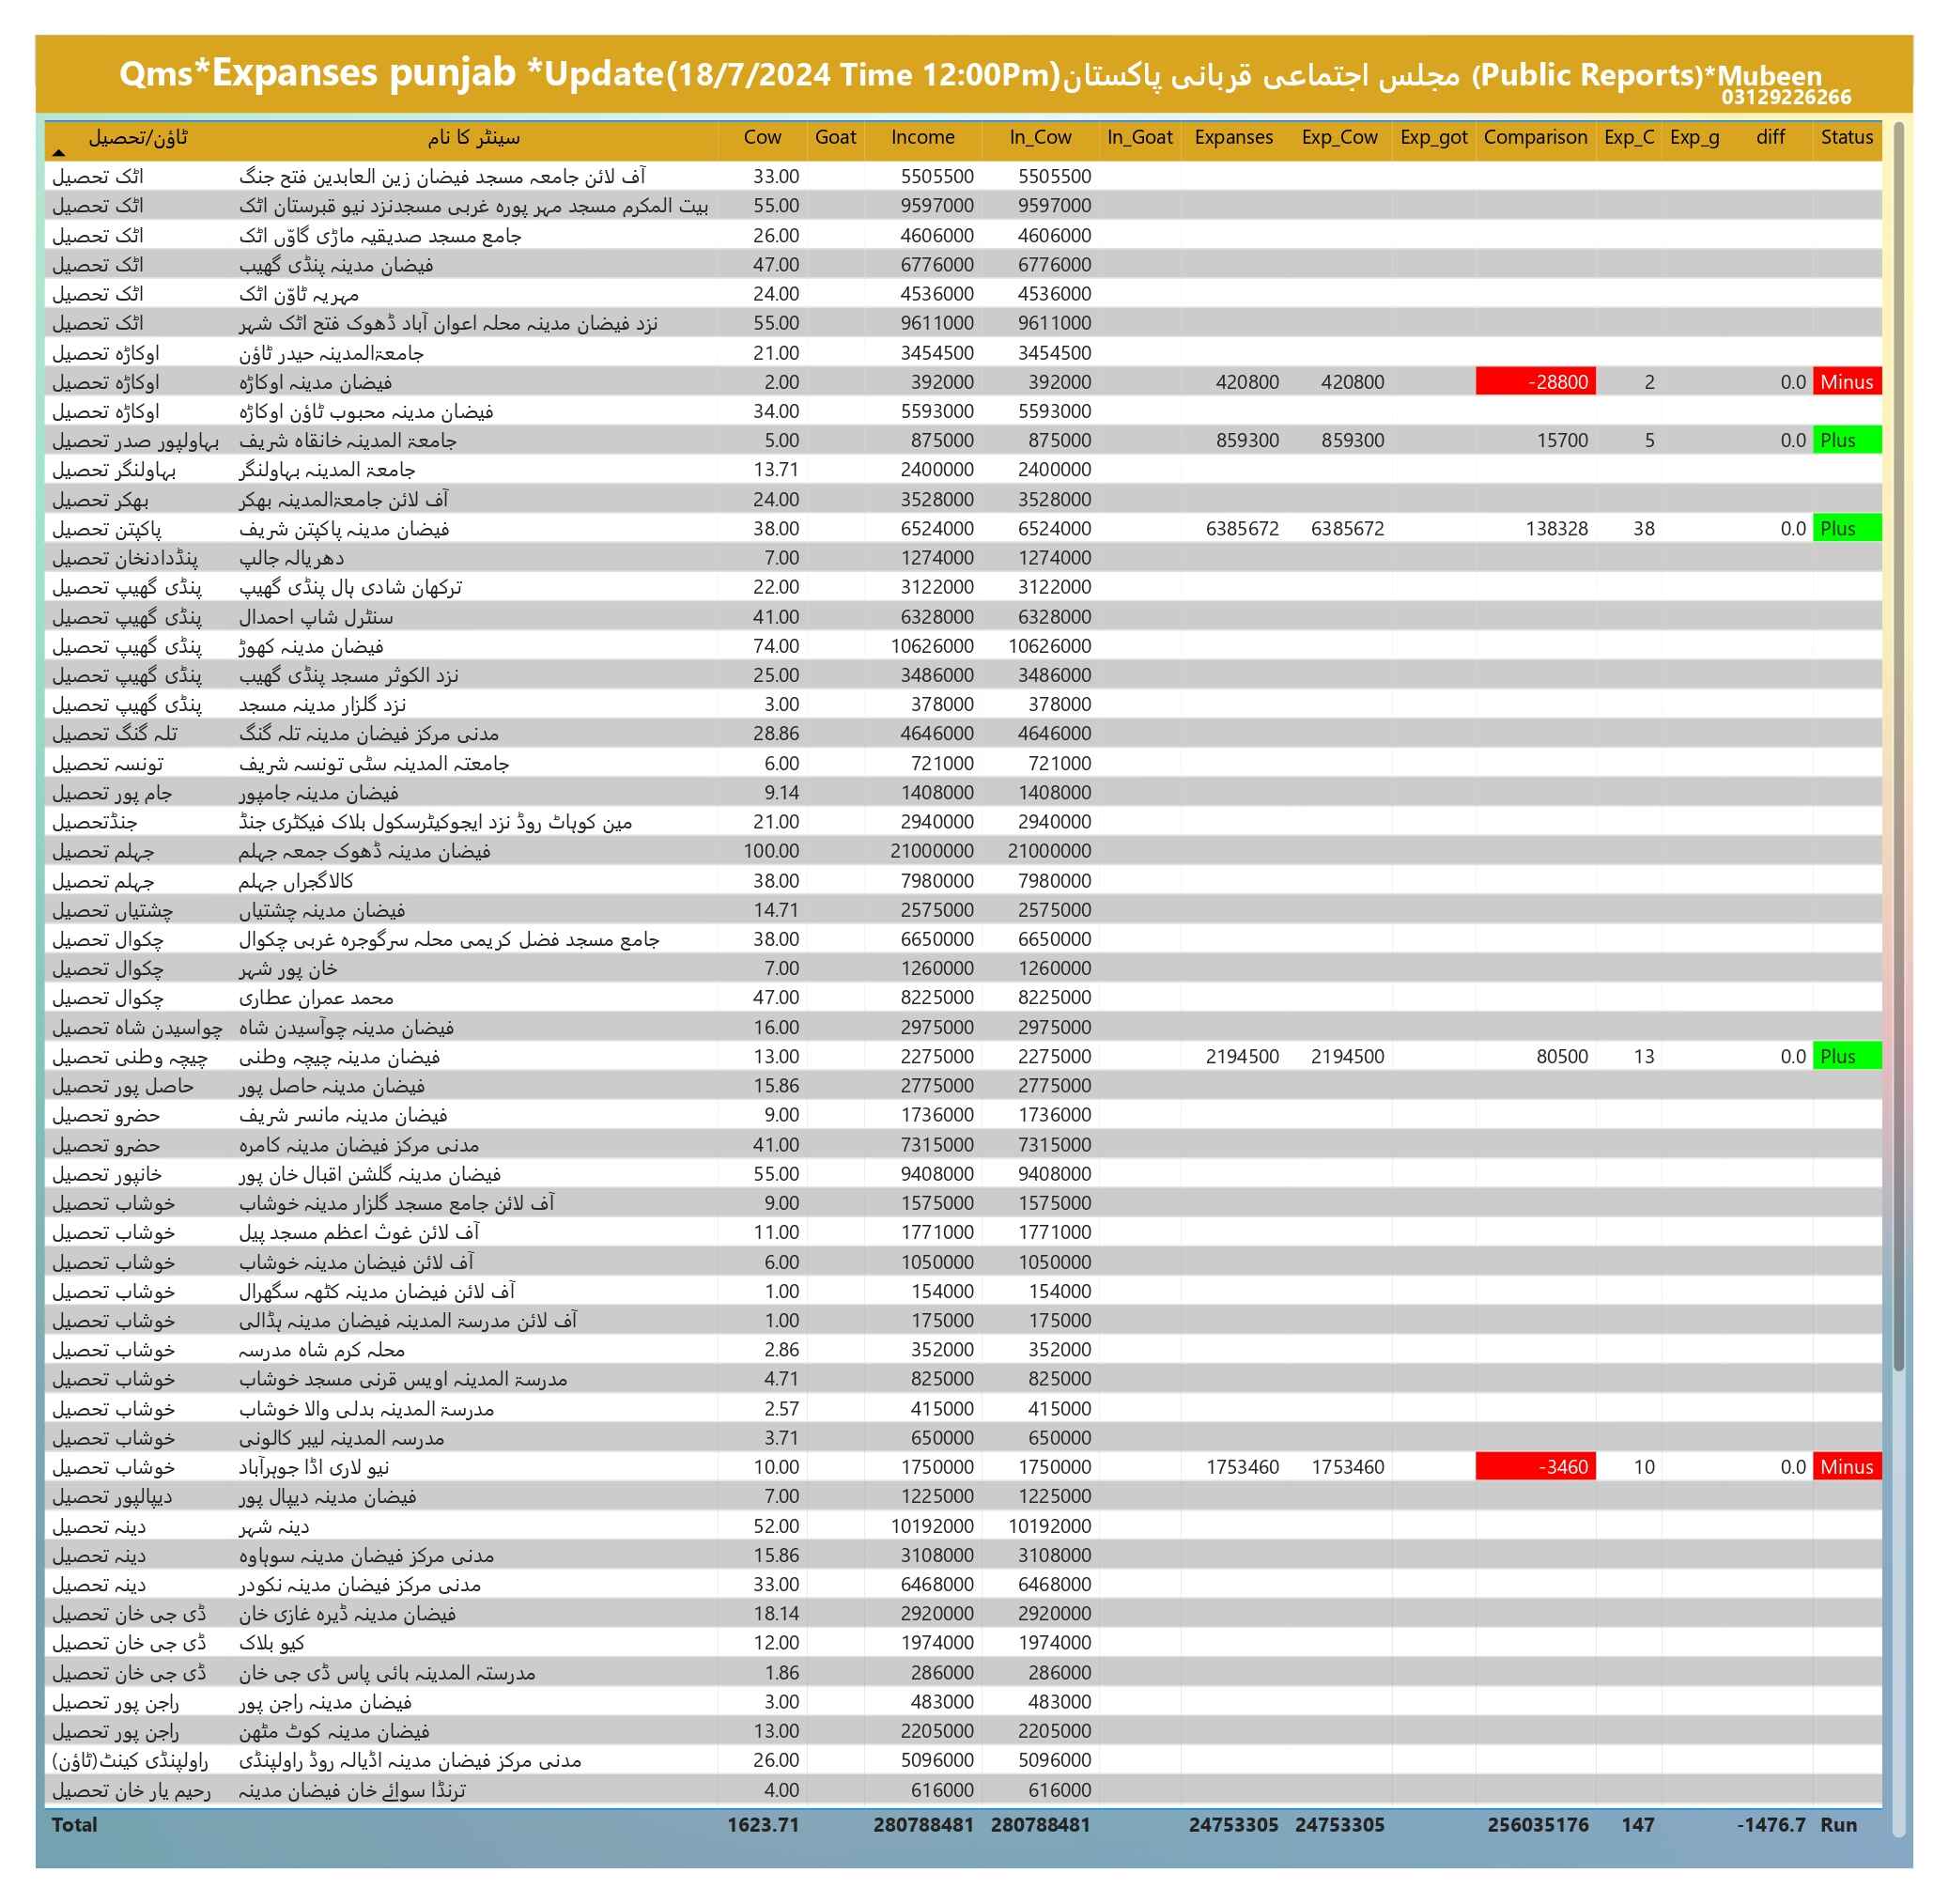 Qms*Expanses punjab *Update(18/7/2024 Time 12:00Pm)مجلس اجتماعی قربانی پاکستان (Public Reports)*Mubeen
03129226266
ٹاؤن/تحصیل سینٹر کا نام Cow Goat Income In_Cow In_Goat Expanses Exp_Cow Exp_got Comparison Exp_C Exp_g diff Status
اٹک تحصیل آف لائن جامعہ مسجد فیضان زین العابدین فتح جنگ 33.00 5505500 5505500
اٹک تحصیل بیت المکرم مسجد مہر پورہ غربی مسجدنزد نیو قبرستان اٹک 55.00 9597000 9597000
اٹک تحصیل جامع مسجد صدیقیہ ماڑی گاوّں اٹک 26.00 4606000 4606000
اٹک تحصیل فیضان مدینہ پنڈی گھیب 47.00 6776000 6776000
اٹک تحصیل مہریہ ٹاوّن اٹک 24.00 4536000 4536000
اٹک تحصیل نزد فیضان مدینہ محلہ اعوان آباد ڈھوک فتح اٹک شہر 55.00 9611000 9611000
اوکاڑہ تحصیل جامعۃالمدینہ حیدر ٹاؤن 21.00 3454500 3454500
اوکاڑہ تحصیل فیضان مدینہ اوکاڑہ 2.00 392000 392000 420800 420800 -28800 2 0.0 Minus
اوکاڑہ تحصیل فیضان مدینہ محبوب ٹاؤن اوکاڑہ 34.00 5593000 5593000
بہاولپور صدر تحصیل جامعۃ المدینہ خانقاہ شریف 5.00 875000 875000 859300 859300 15700 5 0.0 Plus
بہاولنگر تحصیل جامعۃ المدینہ بہاولنگر 13.71 2400000 2400000
بھکر تحصیل آف لائن جامعۃالمدینہ بھکر 24.00 3528000 3528000
پاکپتن تحصیل فیضان مدینہ پاکپتن شریف 38.00 6524000 6524000 6385672 6385672 138328 38 0.0 Plus
پنڈدادنخان تحصیل دھریالہ جالپ 7.00 1274000 1274000
پنڈی گھیپ تحصیل ترکھان شادی ہال پنڈی گھیپ 22.00 3122000 3122000
پنڈی گھیپ تحصیل سنٹرل شاپ احمدال 41.00 6328000 6328000
پنڈی گھیپ تحصیل فیضان مدینہ کھوڑ 74.00 10626000 10626000
پنڈی گھیپ تحصیل نزد الکوثر مسجد پنڈی گھیب 25.00 3486000 3486000
پنڈی گھیپ تحصیل نزد گلزار مدینہ مسجد 3.00 378000 378000
تلہ گنگ تحصیل مدنی مرکز فیضان مدینہ تلہ گنگ 28.86 4646000 4646000
تونسہ تحصیل جامعتہ المدینہ سٹی تونسہ شریف 6.00 721000 721000
جام پور تحصیل فیضان مدینہ جامپور 9.14 1408000 1408000
جنڈتحصیل مین کوہاٹ روڈ نزد ایجوکیٹرسکول بلاک فیکٹری جنڈ 21.00 2940000 2940000
جہلم تحصیل فیضان مدینہ ڈھوک جمعہ جہلم 100.00 21000000 21000000
جہلم تحصیل کالاگجراں جہلم 38.00 7980000 7980000
چشتیاں تحصیل فیضان مدینہ چشتیاں 14.71 2575000 2575000
چکوال تحصیل جامع مسجد فضل کریمی محلہ سرگوجرہ غربی چکوال 38.00 6650000 6650000
چکوال تحصیل خان پور شہر 7.00 1260000 1260000
چکوال تحصیل محمد عمران عطاری 47.00 8225000 8225000
چواسیدن شاہ تحصیل فیضان مدینہ چوآسیدن شاہ 16.00 2975000 2975000
چیچہ وطنی تحصیل فیضان مدینہ چیچہ وطنی 13.00 2275000 2275000 2194500 2194500 80500 13 0.0 Plus
حاصل پور تحصیل فیضان مدینہ حاصل پور 15.86 2775000 2775000
حضرو تحصیل فیضان مدینہ مانسر شریف 9.00 1736000 1736000
حضرو تحصیل مدنی مرکز فیضان مدینہ کامرہ 41.00 7315000 7315000
خانپور تحصیل فیضان مدینہ گلشن اقبال خان پور 55.00 9408000 9408000
خوشاب تحصیل آف لائن جامع مسجد گلزار مدینہ خوشاب 9.00 1575000 1575000
خوشاب تحصیل آف لائن غوث اعظم مسجد پیل 11.00 1771000 1771000
خوشاب تحصیل آف لائن فیضان مدینہ خوشاب 6.00 1050000 1050000
خوشاب تحصیل آف لائن فیضان مدینہ کٹھہ سگھرال 1.00 154000 154000
خوشاب تحصیل آف لائن مدرسۃ المدینہ فیضان مدینہ ہڈالی 1.00 175000 175000
خوشاب تحصیل محلہ کرم شاہ مدرسہ 2.86 352000 352000
خوشاب تحصیل مدرسۃ المدینہ اویس قرنی مسجد خوشاب 4.71 825000 825000
خوشاب تحصیل مدرسۃ المدینہ بدلی والا خوشاب 2.57 415000 415000
خوشاب تحصیل مدرسہ المدینہ لیبر کالونی 3.71 650000 650000
خوشاب تحصیل نیو لاری اڈا جوہرآباد 10.00 1750000 1750000 1753460 1753460 -3460 10 0.0 Minus
دیپالپور تحصیل فیضان مدینہ دیپال پور 7.00 1225000 1225000
دینہ تحصیل دینہ شہر 52.00 10192000 10192000
دینہ تحصیل مدنی مرکز فیضان مدینہ سوہاوہ 15.86 3108000 3108000
دینہ تحصیل مدنی مرکز فیضان مدینہ نکودر 33.00 6468000 6468000
ڈی جی خان تحصیل فیضان مدینہ ڈیرہ غازی خان 18.14 2920000 2920000
ڈی جی خان تحصیل کیو بلاک 12.00 1974000 1974000
ڈی جی خان تحصیل مدرستہ المدینہ بائی پاس ڈی جی خان 1.86 286000 286000
راجن پور تحصیل فیضان مدینہ راجن پور 3.00 483000 483000
راجن پور تحصیل فیضان مدینہ کوٹ مٹھن 13.00 2205000 2205000
راولپنڈی کینٹ(ٹاؤن) مدنی مرکز فیضان مدینہ اڈیالہ روڈ راولپنڈی 26.00 5096000 5096000
رحیم یار خان تحصیل ترنڈا سوائے خان فیضان مدینہ 4.00 616000 616000
Total 1623.71 280788481 280788481 24753305 24753305 256035176 147 -1476.7 Run